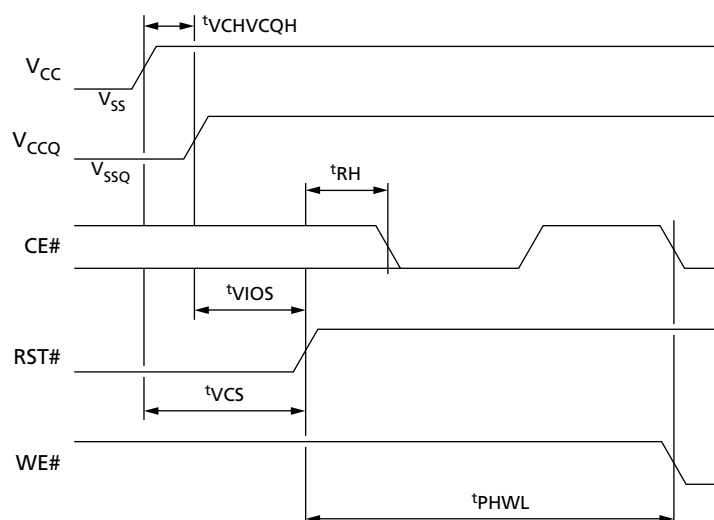 tVCHVCQH
VCC
VSS
VCCQ
VSSQ
tRH
CE#
tVIOS
RST#
tVCS
WE#
tPHWL